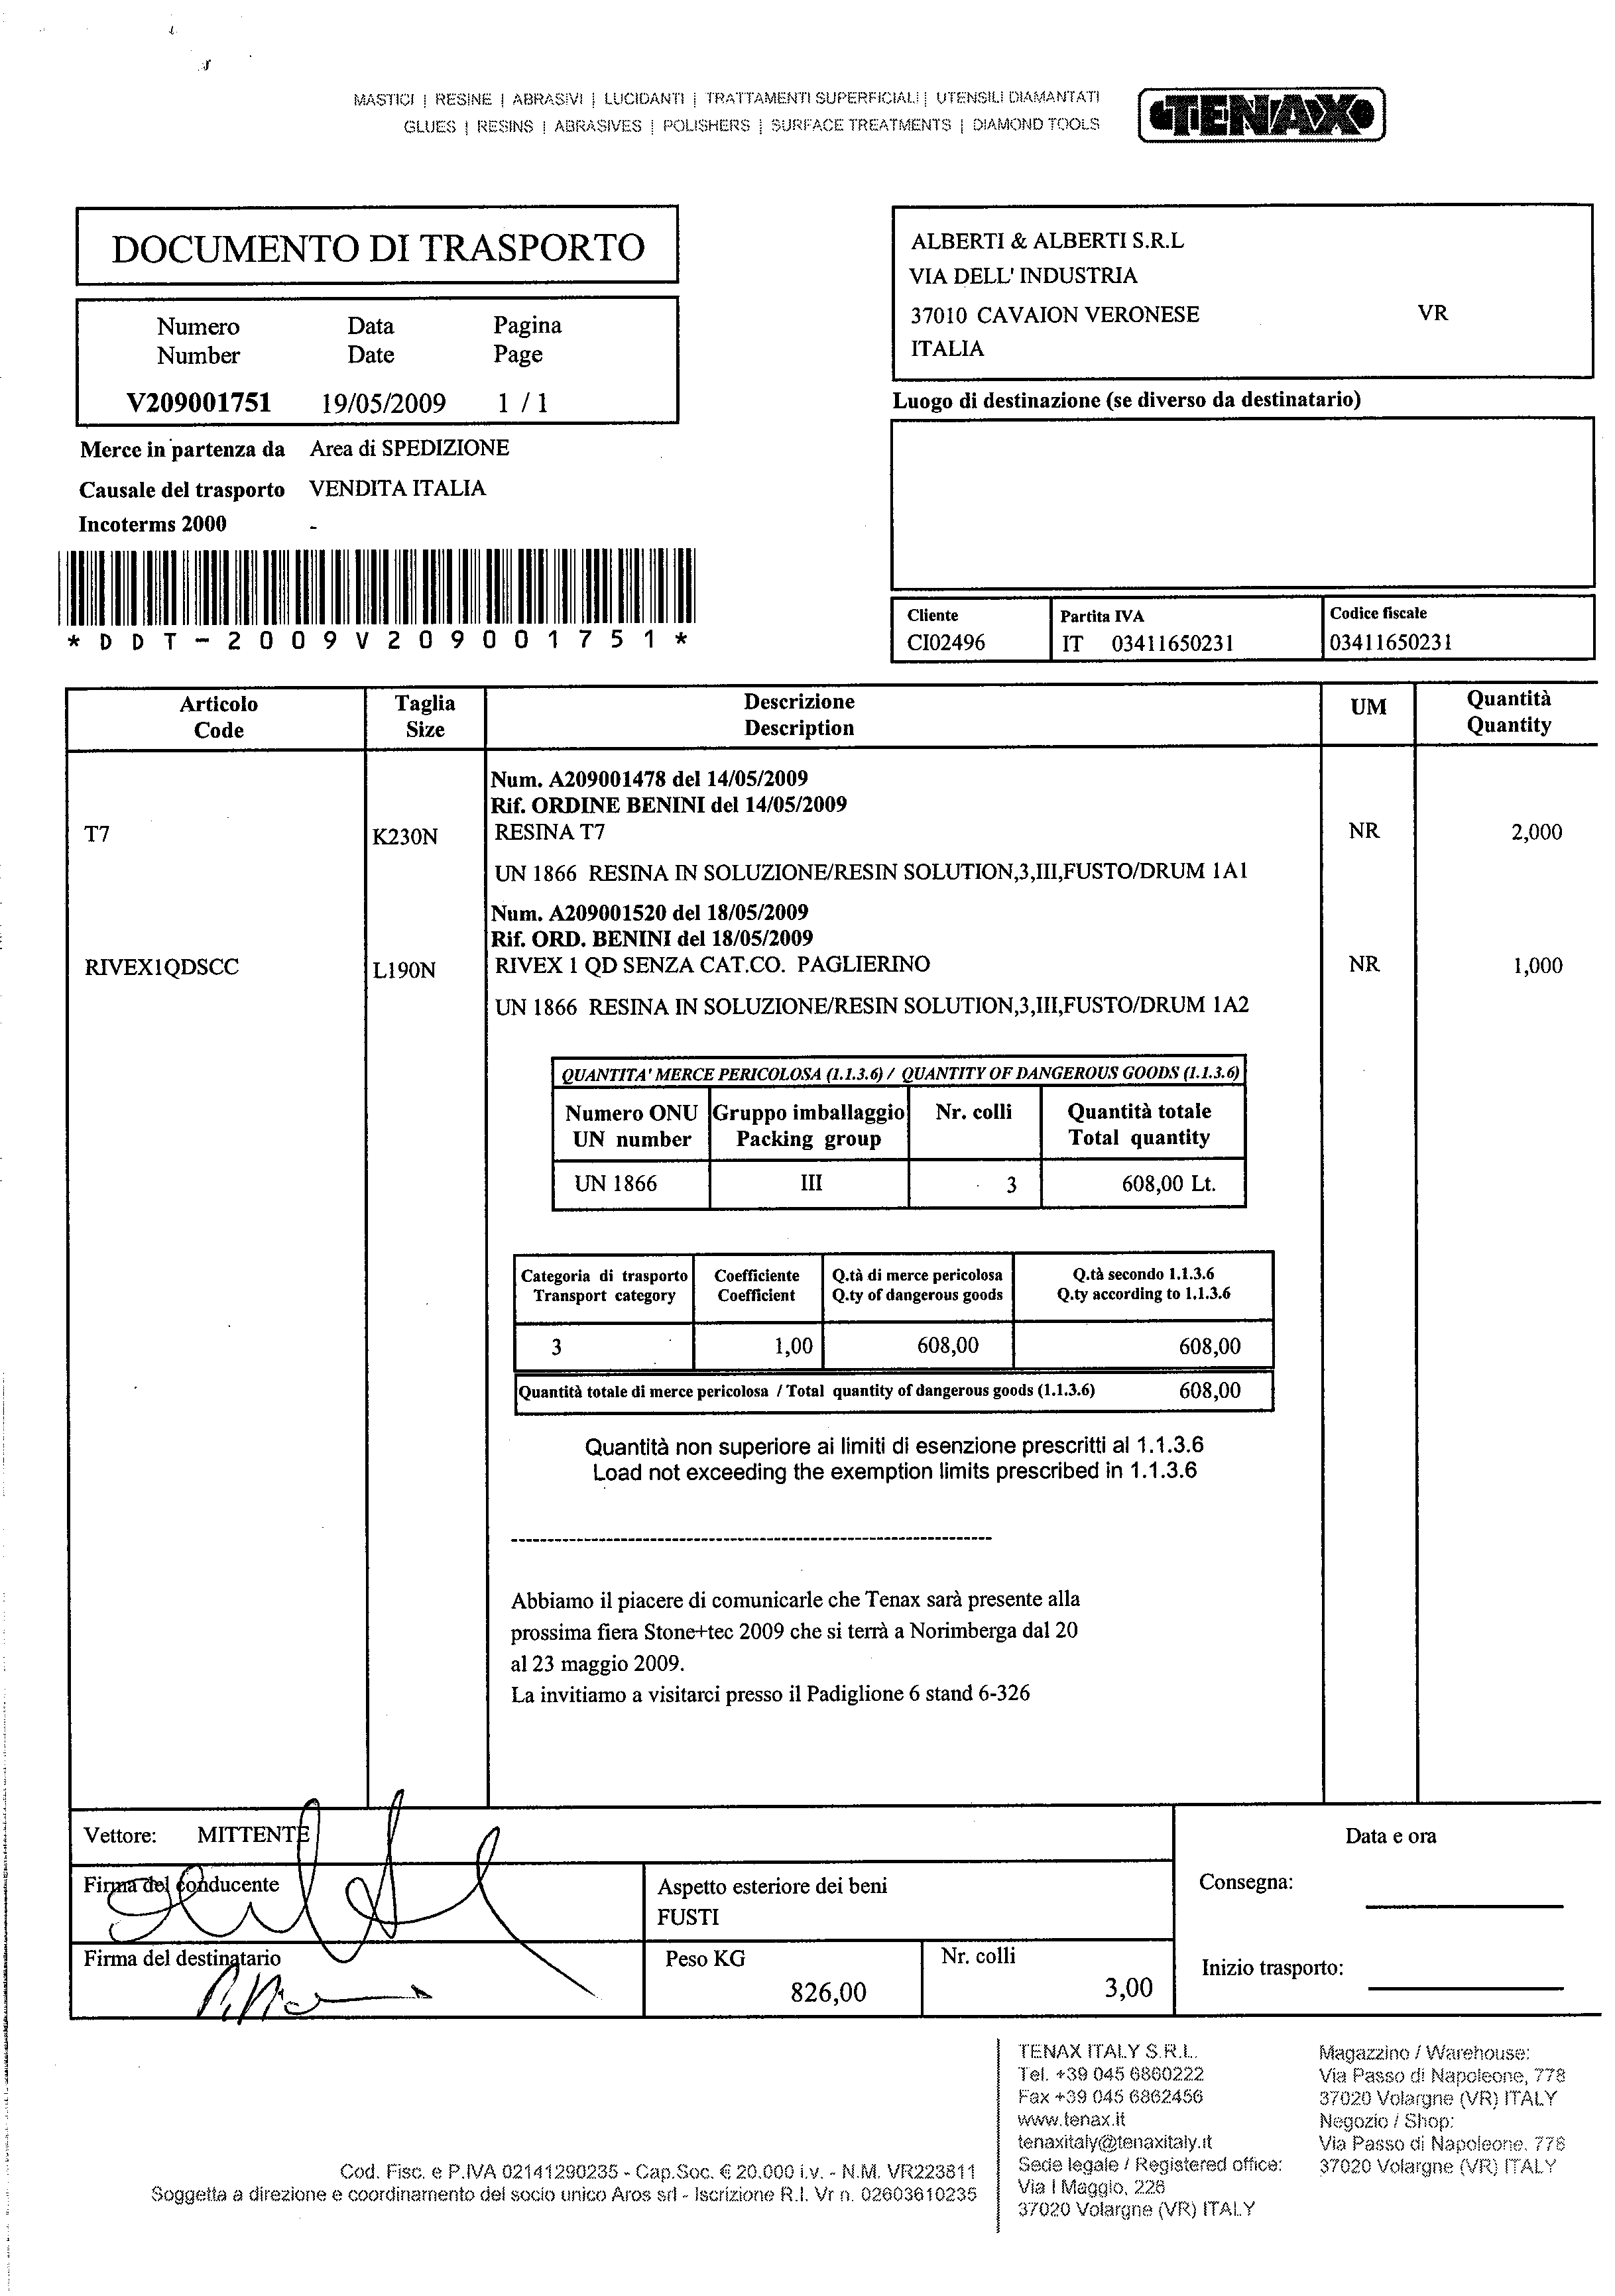 MASTICI | RESINE | ABRASIVI | LUCIDANTI | TRATTAMENTI SUPERFICIALI | UTENSILI DIAMANTATI
GLUES | RESINS | ABRASIVES | POLISHERS | SURFACE TREATMENTS | DIAMOND TOOLS
TENAX
DOCUMENTO DI TRASPORTO
Numero Data Pagina
Number Date Page
V209001751 19/05/2009 1 / 1
Merce in partenza da Area di SPEDIZIONE
Causale del trasporto VENDITA ITALIA
Incoterms 2000 -
*DDT-2009V209001751*
ALBERTI & ALBERTI S.R.L
VIA DELL' INDUSTRIA
37010 CAVAION VERONESE VR
ITALIA
Luogo di destinazione (se diverso da destinatario)
Cliente Partita IVA Codice fiscale
CI02496 IT 03411650231 03411650231
Articolo Taglia Descrizione UM Quantità
Code Size Description Quantity
Num. A209001478 del 14/05/2009
Rif. ORDINE BENINI del 14/05/2009
T7 K230N RESINA T7 NR 2,000
UN 1866 RESINA IN SOLUZIONE/RESIN SOLUTION,3,III,FUSTO/DRUM 1A1
Num. A209001520 del 18/05/2009
Rif. ORD. BENINI del 18/05/2009
RIVEX1QDSCC L190N RIVEX 1 QD SENZA CAT.CO. PAGLIERINO NR 1,000
UN 1866 RESINA IN SOLUZIONE/RESIN SOLUTION,3,III,FUSTO/DRUM 1A2
QUANTITA' MERCE PERICOLOSA (1.1.3.6) / QUANTITY OF DANGEROUS GOODS (1.1.3.6)
Numero ONU Gruppo imballaggio Nr. colli Quantità totale
UN number Packing group Total quantity
UN 1866 III 3 608,00 Lt.
Categoria di trasporto Coefficiente Q.tà di merce pericolosa Q.tà secondo 1.1.3.6
Transport category Coefficient Q.ty of dangerous goods Q.ty according to 1.1.3.6
3 1,00 608,00 608,00
Quantità totale di merce pericolosa / Total quantity of dangerous goods (1.1.3.6) 608,00
Quantità non superiore ai limiti di esenzione prescritti al 1.1.3.6
Load not exceeding the exemption limits prescribed in 1.1.3.6
Abbiamo il piacere di comunicarle che Tenax sarà presente alla
prossima fiera Stone+tec 2009 che si terrà a Norimberga dal 20
al 23 maggio 2009.
La invitiamo a visitarci presso il Padiglione 6 stand 6-326
Vettore: MITTENTE
Firma del conducente
Firma del destinatario
Aspetto esteriore dei beni
FUSTI
Peso KG Nr. colli
826,00 3,00
Data e ora
Consegna:
Inizio trasporto:
Cod. Fisc. e P.IVA 02141290235 - Cap.Soc. € 20.000 i.v. - N.M. VR223811
Soggetta a direzione e coordinamento del socio unico Aros srl - Iscrizione R.I. Vr n. 02603610235
TENAX ITALY S.R.L.
Tel. +39 045 6860222
Fax +39 045 6862456
www.tenax.it
tenaxitaly@tenaxitaly.it
Sede legale / Registered office:
Via I Maggio, 226
37020 Volargne (VR) ITALY
Magazzino / Warehouse:
Via Passo di Napoleone, 778
37020 Volargne (VR) ITALY
Negozio / Shop:
Via Passo di Napoleone, 778
37020 Volargne (VR) ITALY